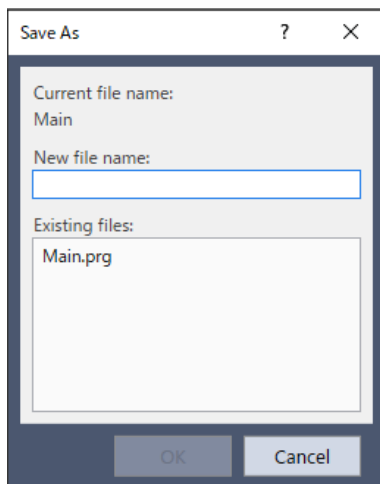 Save As ?
Current file name:
Main
New file name:
Existing files:
Main.prg
OK Cancel